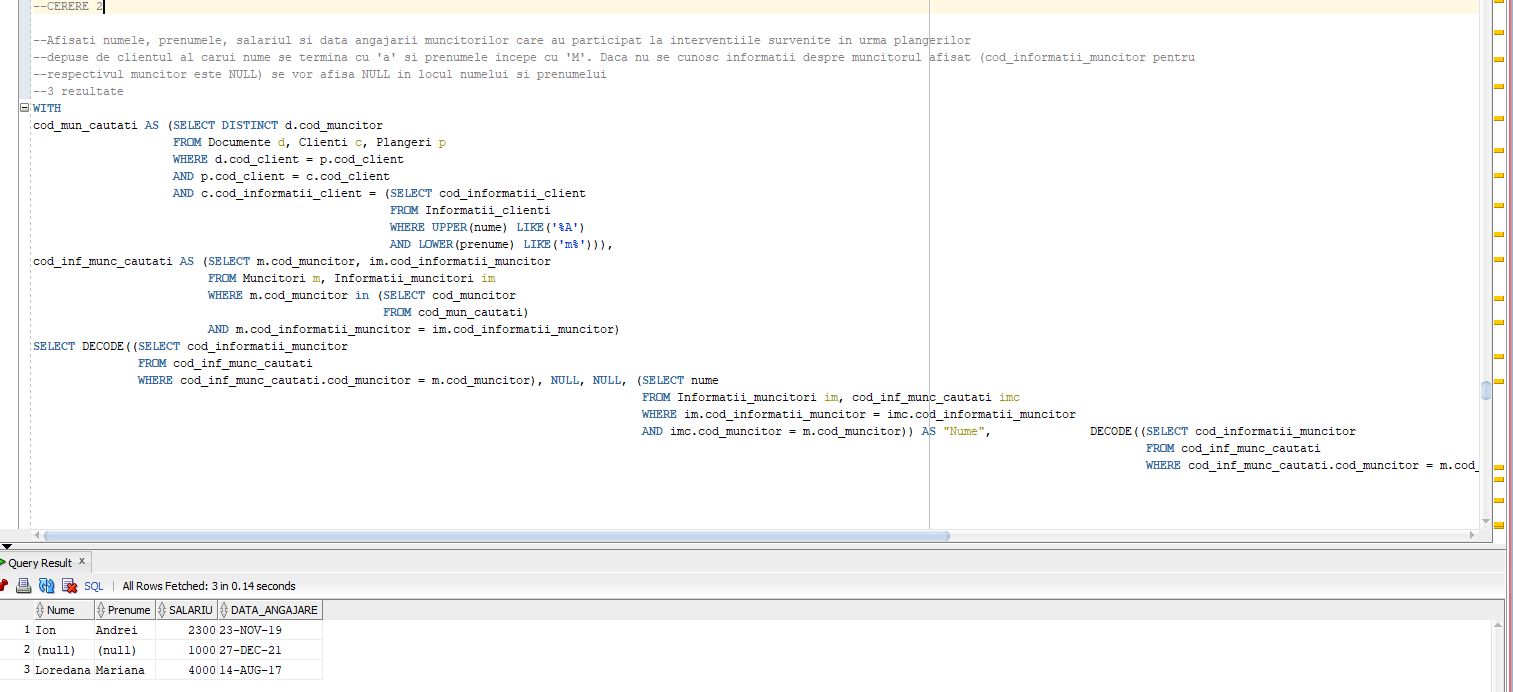 --CERERE 2
--Afisati numele, prenumele, salariul si data angajarii muncitorilor care au participat la interventiile survenite in urma plangerilor
--depuse de clientul al carui nume se termina cu 'a' si prenumele incepe cu 'M'. Daca nu se cunosc informatii despre muncitorul afisat (cod_informatii_muncitor pentru
--respectivul muncitor este NULL) se vor afisa NULL in locul numelui si prenumelui
--3 rezultate
WITH
cod_mun_cautati AS (SELECT DISTINCT d.cod_muncitor
FROM Documente d, Clienti c, Plangeri p
WHERE d.cod_client = p.cod_client
AND p.cod_client = c.cod_client
AND c.cod_informatii_client = (SELECT cod_informatii_client
FROM Informatii_clienti
WHERE UPPER(nume) LIKE('%A')
AND LOWER(prenume) LIKE('m%'))),
cod_inf_munc_cautati AS (SELECT m.cod_muncitor, im.cod_informatii_muncitor
FROM Muncitori m, Informatii_muncitori im
WHERE m.cod_muncitor in (SELECT cod_muncitor
FROM cod_mun_cautati)
AND m.cod_informatii_muncitor = im.cod_informatii_muncitor)
SELECT DECODE((SELECT cod_informatii_muncitor
FROM cod_inf_munc_cautati
WHERE cod_inf_munc_cautati.cod_muncitor = m.cod_muncitor), NULL, NULL, (SELECT nume
FROM Informatii_muncitori im, cod_inf_munc_cautati imc
WHERE im.cod_informatii_muncitor = imc.cod_informatii_muncitor
AND imc.cod_muncitor = m.cod_muncitor)) AS "Nume", DECODE((SELECT cod_informatii_muncitor
FROM cod_inf_munc_cautati
WHERE cod_inf_munc_cautati.cod_muncitor = m.cod_
Query Result x
SQL | All Rows Fetched: 3 in 0.14 seconds
Nume Prenume SALARIU DATA_ANGAJARE
1 Ion Andrei 2300 23-NOV-19
2 (null) (null) 1000 27-DEC-21
3 Loredana Mariana 4000 14-AUG-17